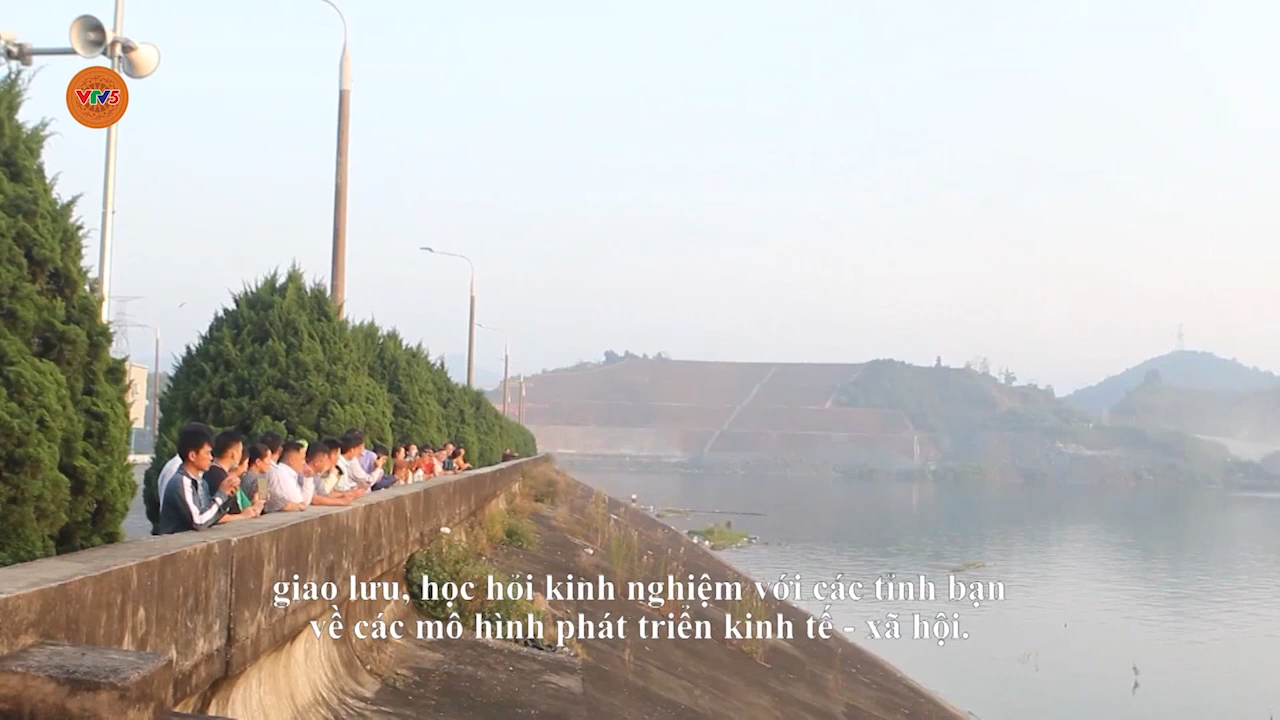 VTV5
giao lưu, học hỏi kinh nghiệm với các tỉnh bạn
về các mô hình phát triển kinh tế - xã hội.